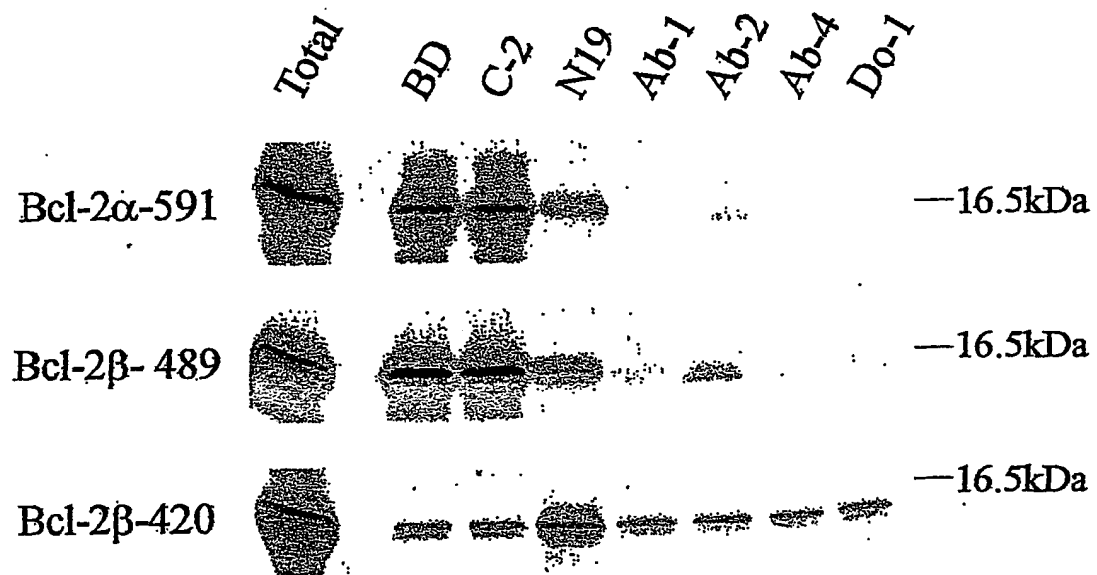 Total BD C-2 N19 Ab-1 Ab-2 Ab-4 Do-1
Bcl-2α-591 —16.5kDa
Bcl-2β- 489 —16.5kDa
Bcl-2β-420 —16.5kDa